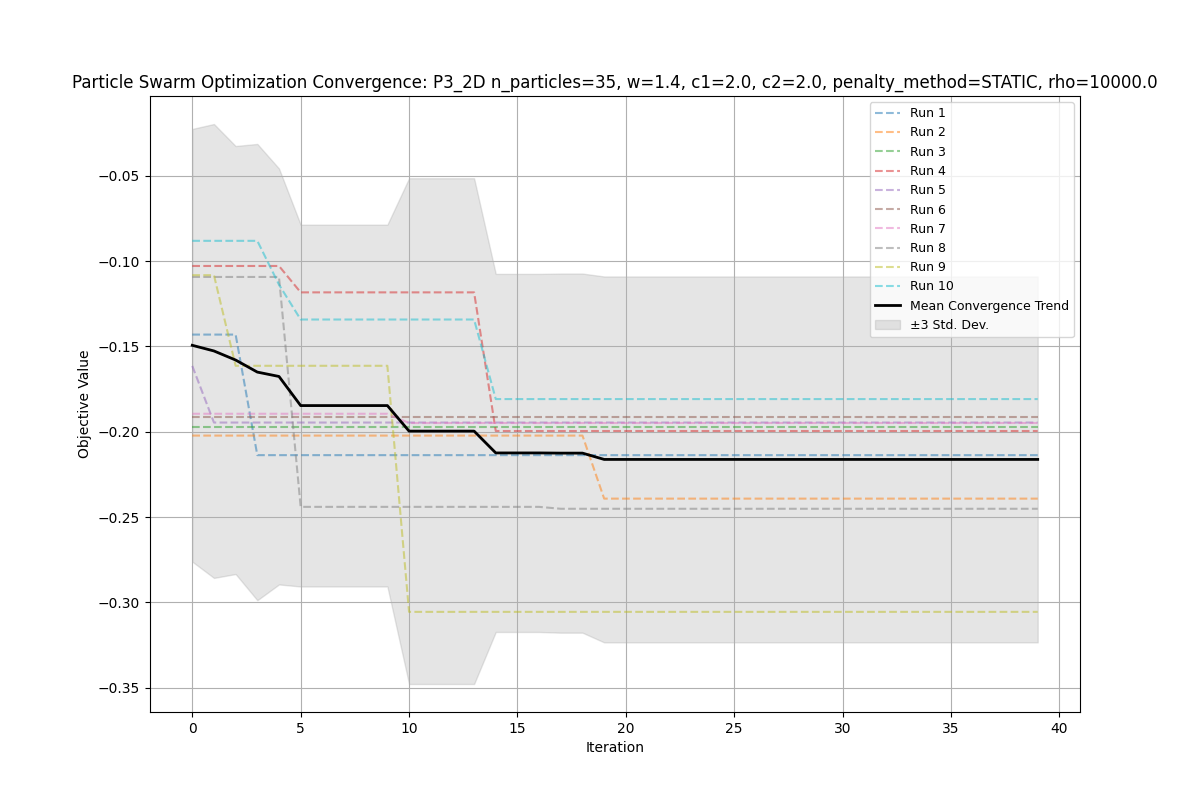 Particle Swarm Optimization Convergence: P3_2D n_particles=35, w=1.4, c1=2.0, c2=2.0, penalty_method=STATIC, rho=10000.0
Run 1
Run 2
Run 3
Run 4
Run 5
Run 6
Run 7
Run 8
Run 9
Run 10
Mean Convergence Trend
±3 Std. Dev.
Objective Value
−0.05
−0.10
−0.15
−0.20
−0.25
−0.30
−0.35
0 5 10 15 20 25 30 35 40
Iteration